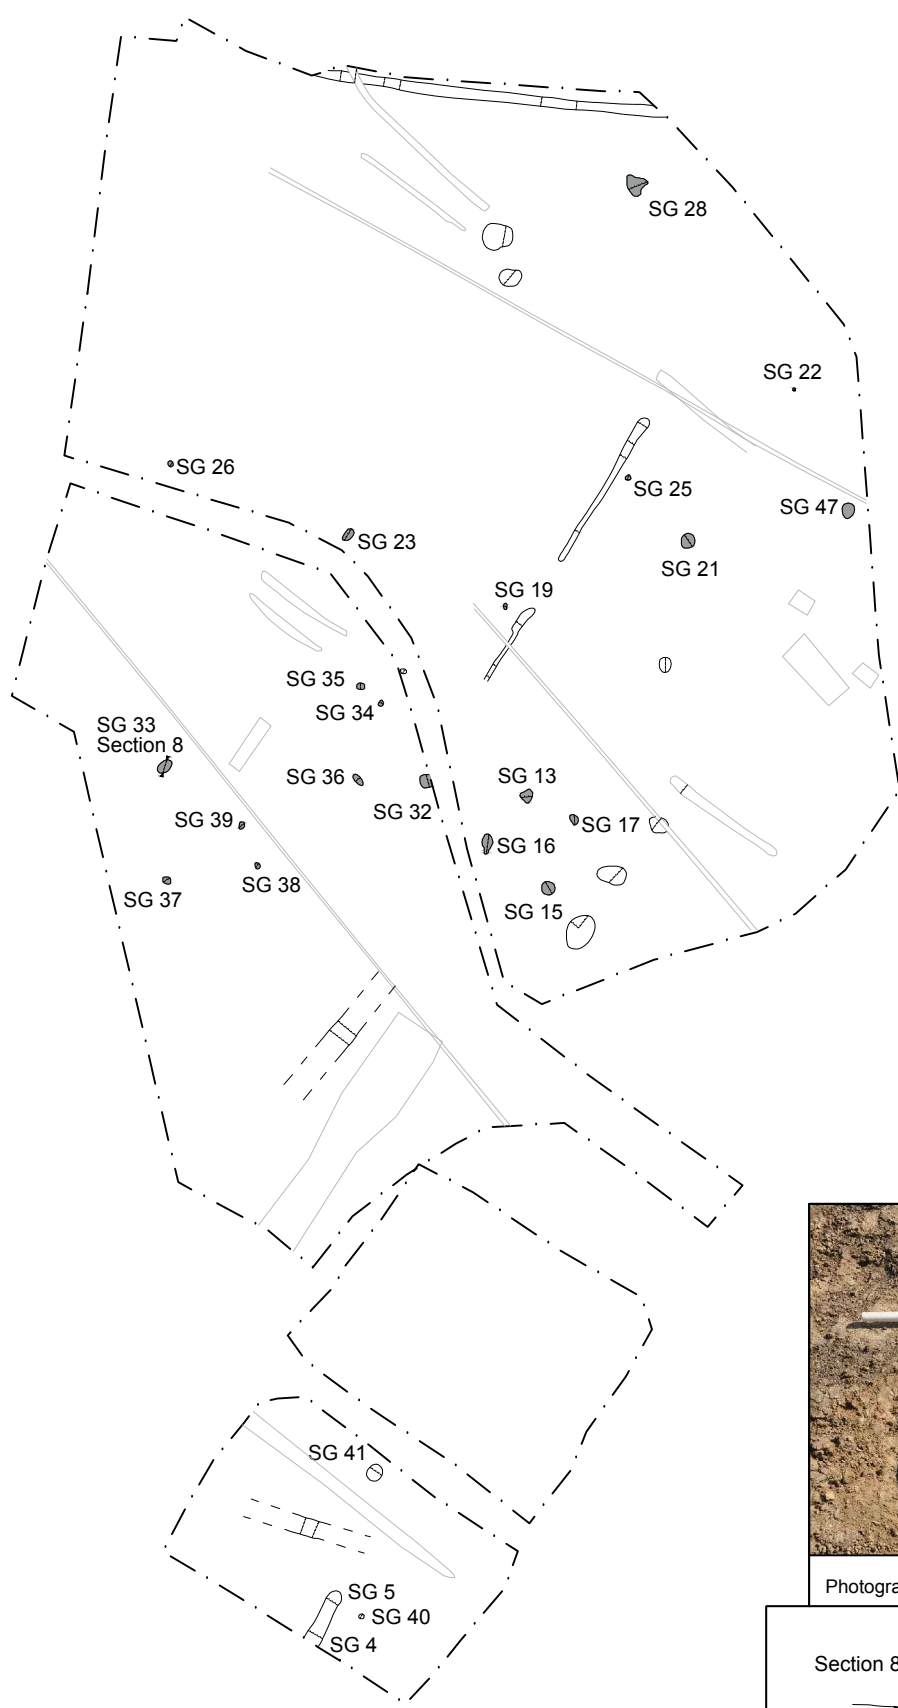 SG 28
SG 22
SG 26
SG 25
SG 47
SG 23
SG 21
SG 19
SG 35
SG 34
SG 33
Section 8
SG 36
SG 13
SG 32
SG 39
SG 17
SG 16
SG 38
SG 37
SG 15
SG 41
SG 5
SG 40
SG 4
Photogra
Section 8